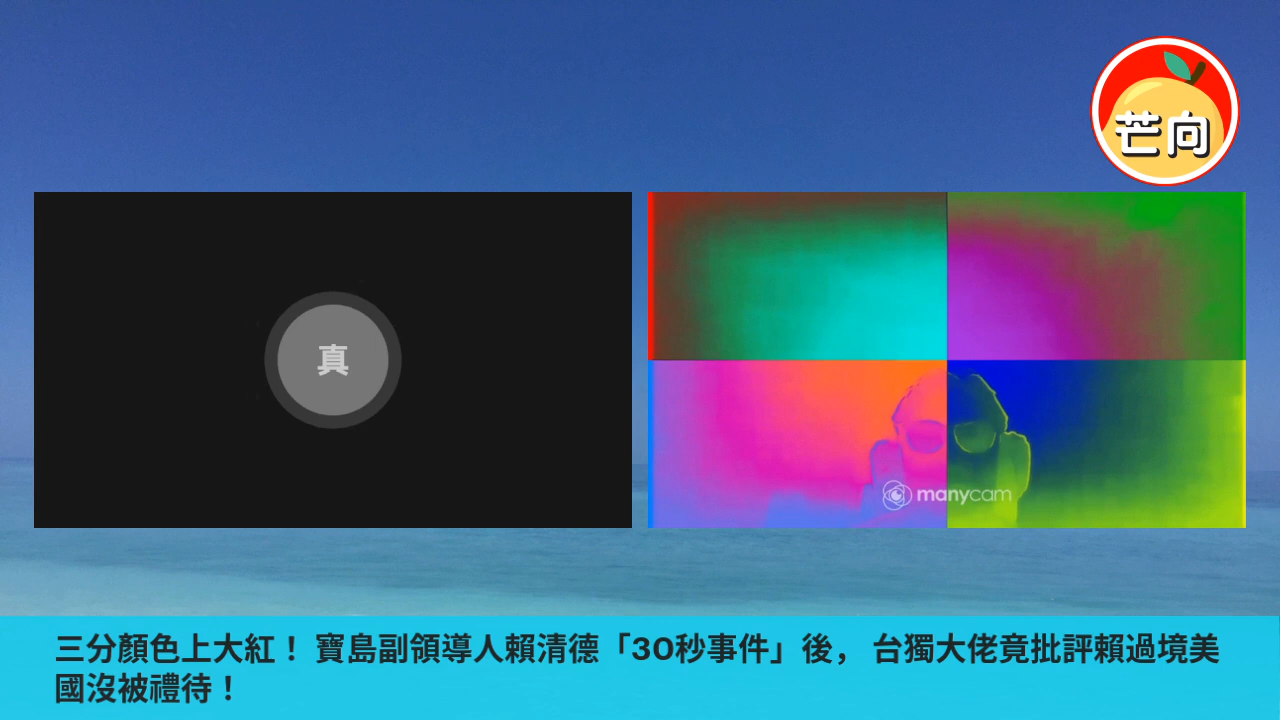 芒向
真
manycam
三分顏色上大紅！ 寶島副領導人賴清德「30秒事件」後， 台獨大佬竟批評賴過境美
國沒被禮待！